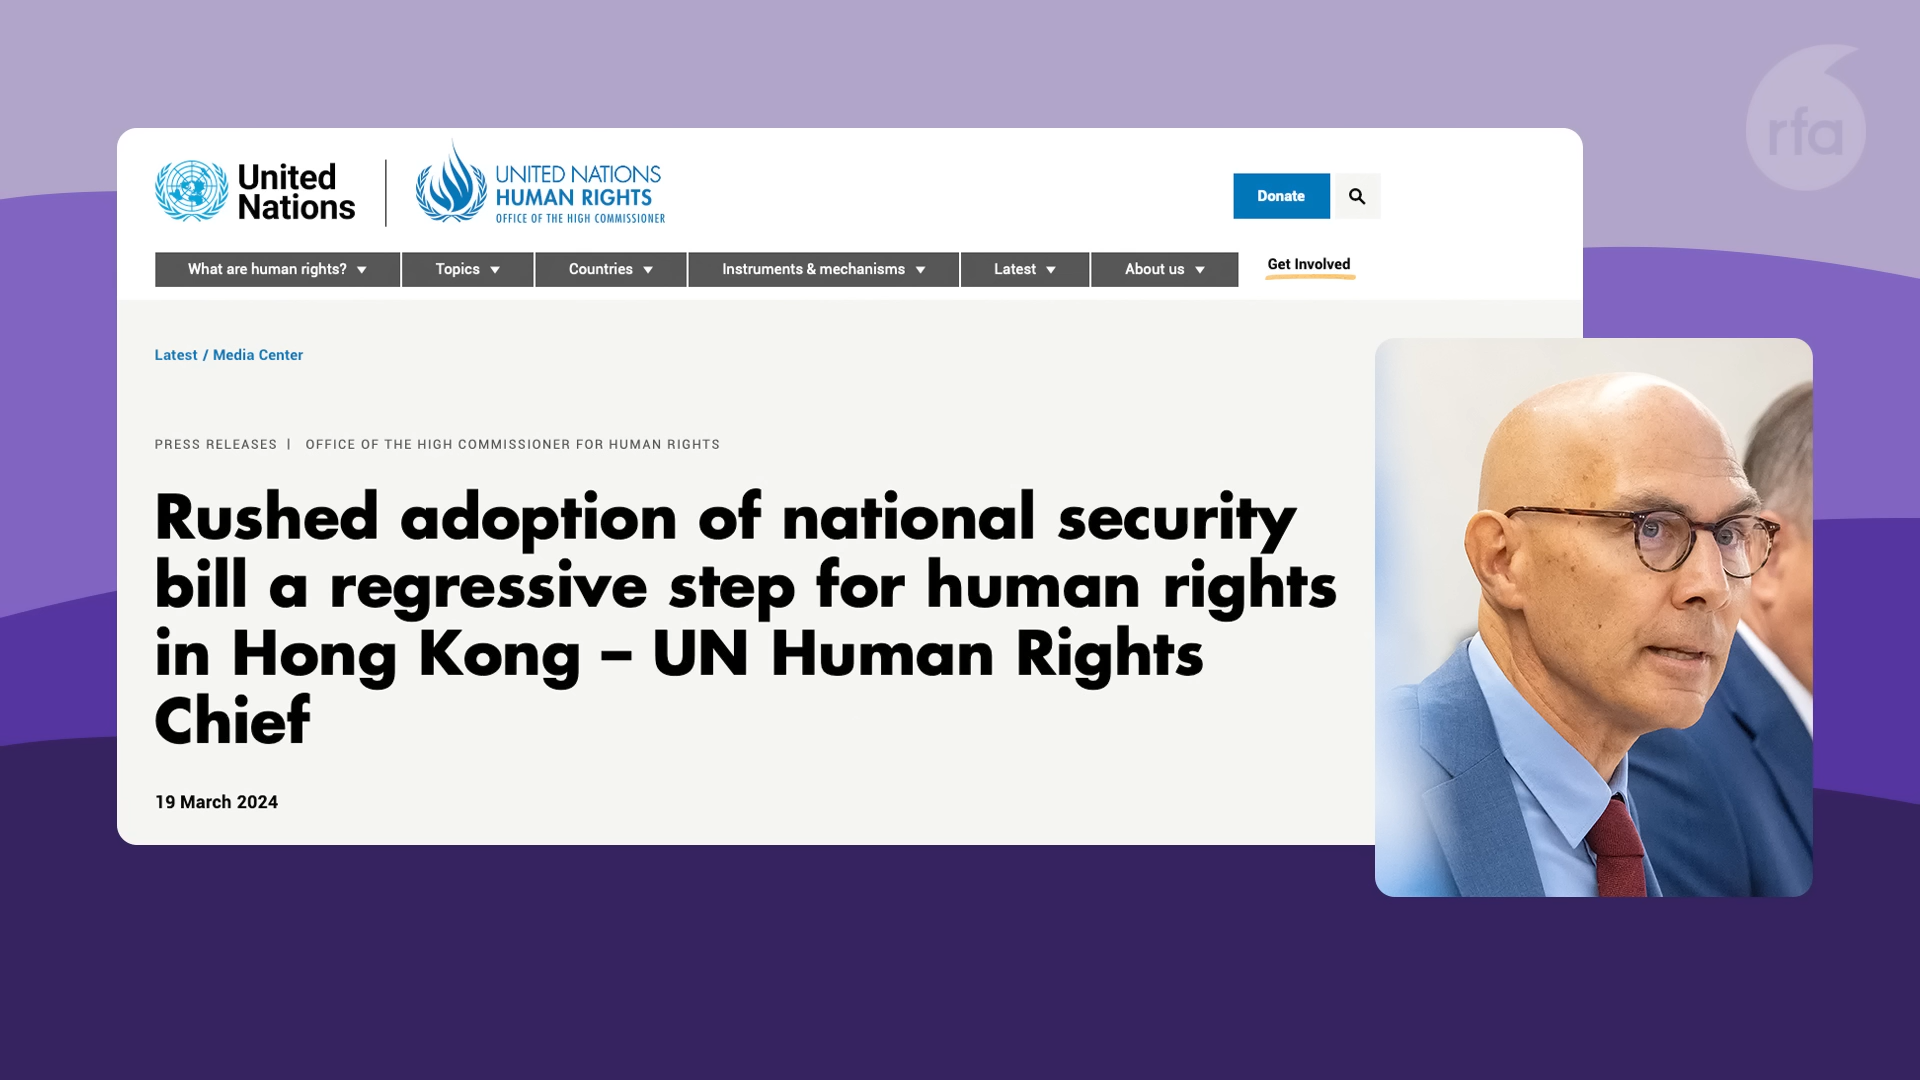 rfa
United
Nations
UNITED NATIONS
HUMAN RIGHTS
OFFICE OF THE HIGH COMMISSIONER
Donate
What are human rights?
Topics
Countries
Instruments & mechanisms
Latest
About us
Get Involved
Latest / Media Center
PRESS RELEASES | OFFICE OF THE HIGH COMMISSIONER FOR HUMAN RIGHTS
Rushed adoption of national security
bill a regressive step for human rights
in Hong Kong – UN Human Rights
Chief
19 March 2024